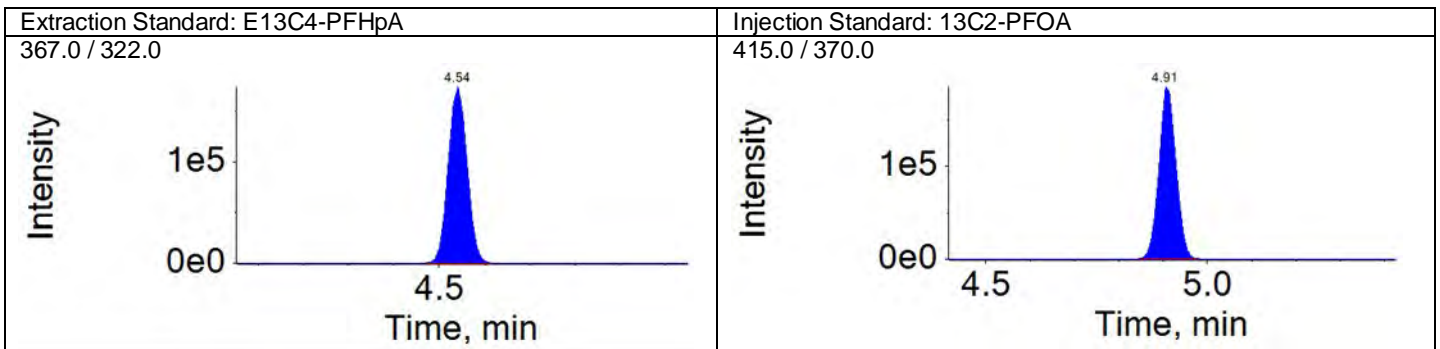 Extraction Standard: E13C4-PFHpA
367.0 / 322.0
4.54
Intensity
1e5
0e0
4.5
Time, min
Injection Standard: 13C2-PFOA
415.0 / 370.0
4.91
Intensity
1e5
0e0
4.5 5.0
Time, min